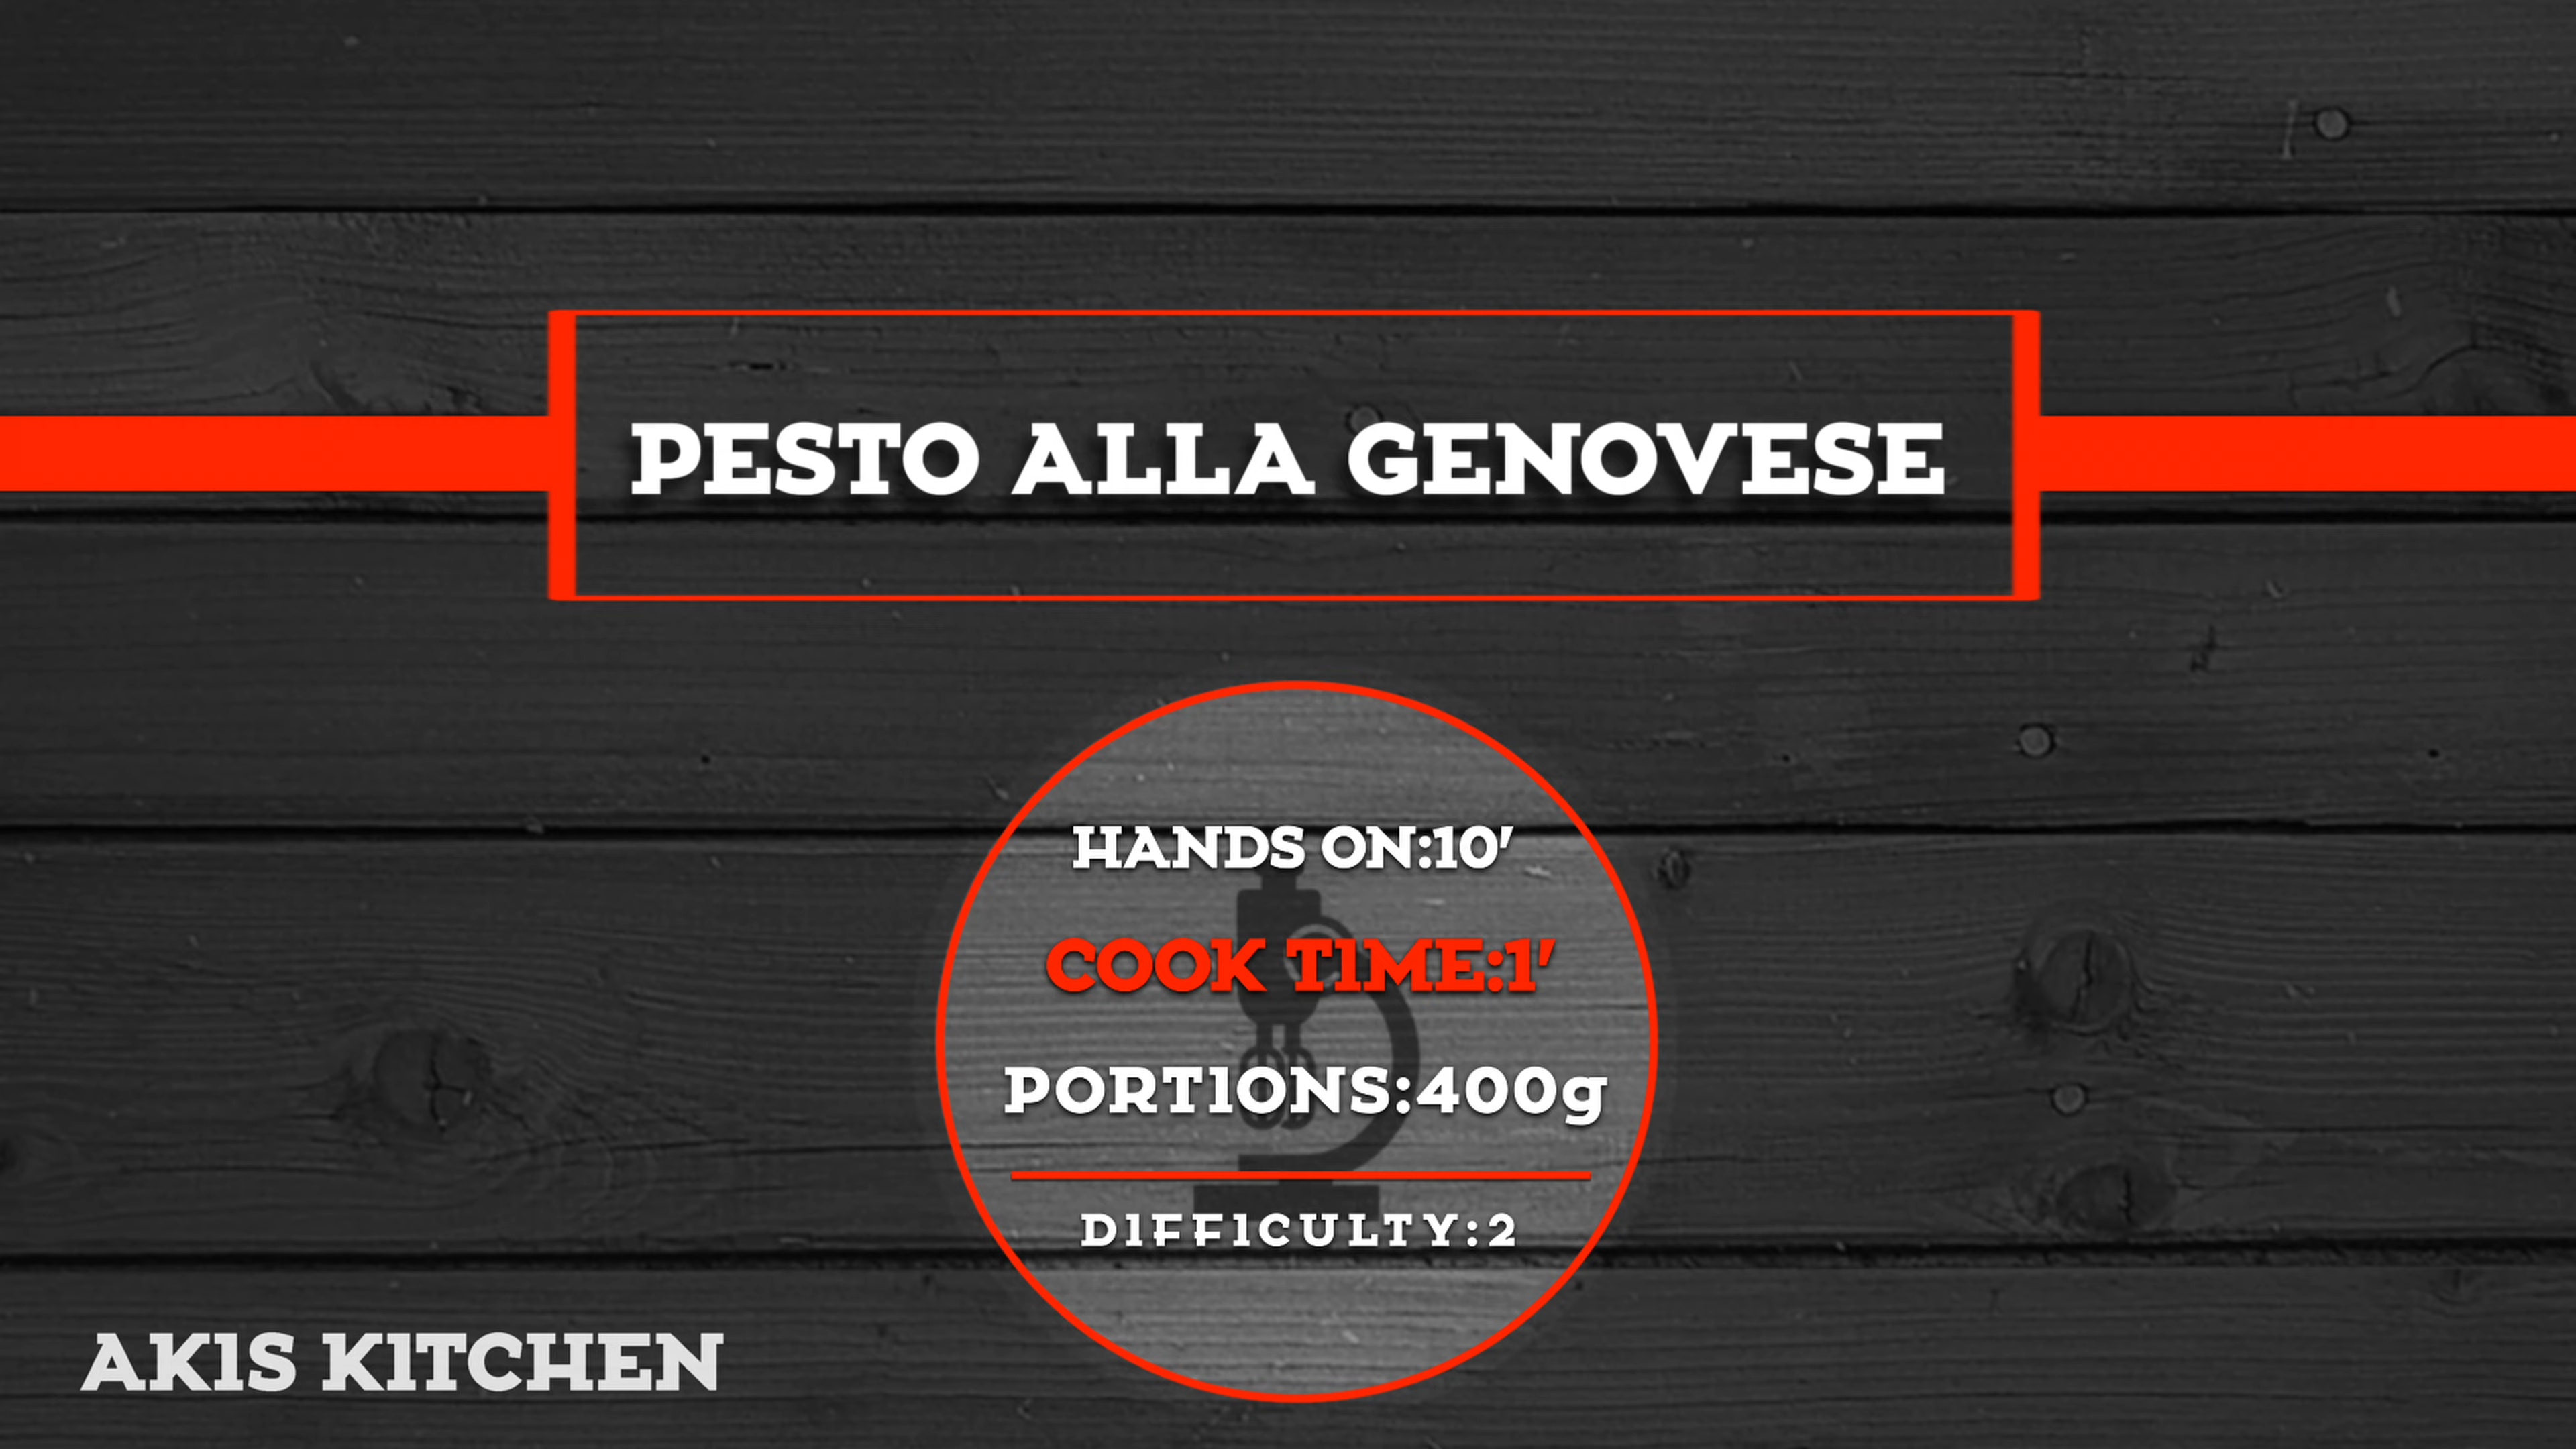 PESTO ALLA GENOVESE
HANDS ON:10'
COOK TIME:1'
PORTIONS:400g
DIFFICULTY:2
AKIS KITCHEN